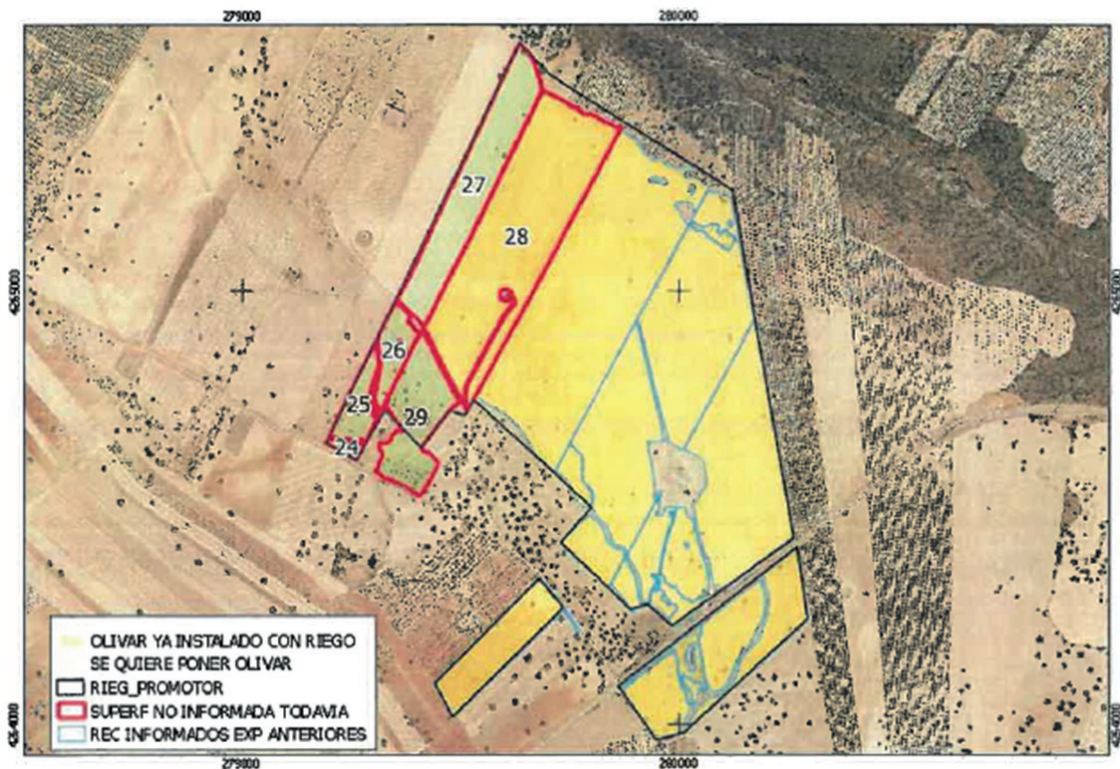 279000 280000
4265000
27
28
26
25
29
24
OLIVAR YA INSTALADO CON RIEGO
SE QUIERE PONER OLIVAR
RIEG_PROMOTOR
SUPERF NO INFORMADA TODAVIA
REC INFORMADOS EXP ANTERIORES
4264000
279000 280000